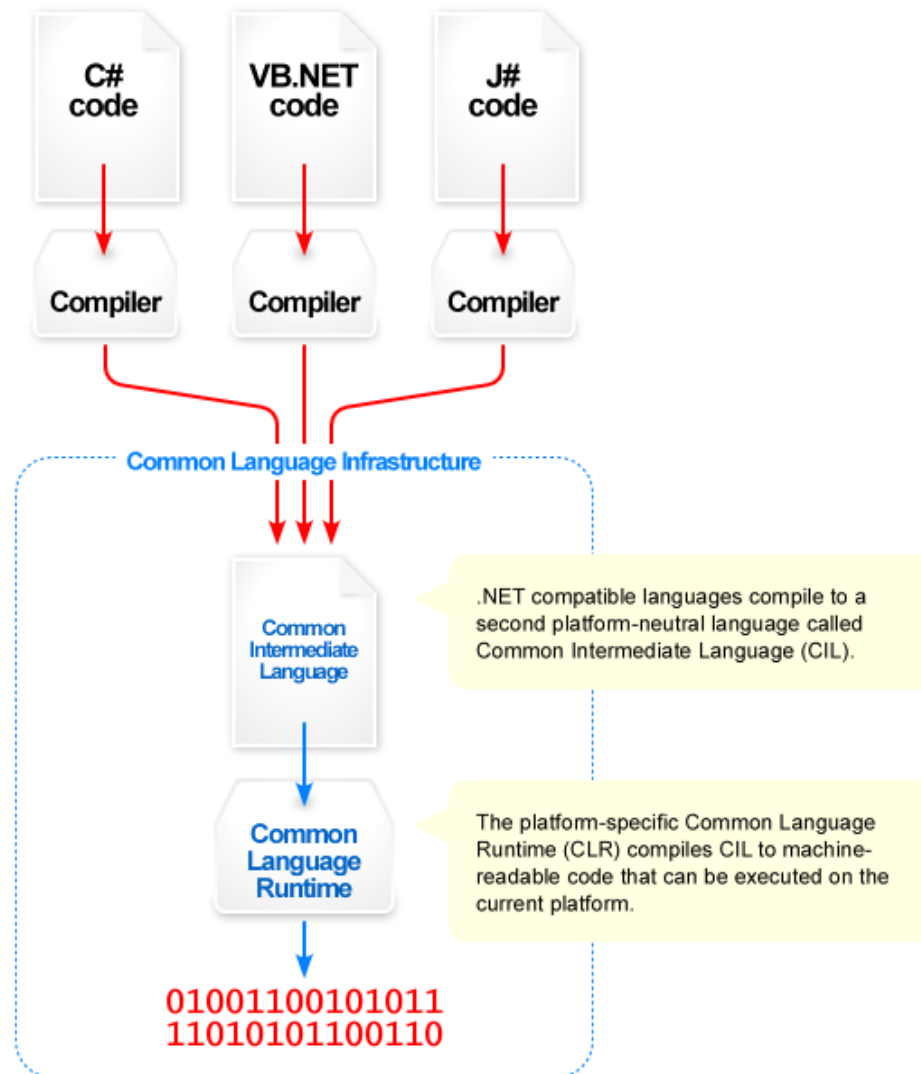 C#
code
VB.NET
code
J#
code
Compiler
Compiler
Compiler
Common Language Infrastructure
Common
Intermediate
Language
.NET compatible languages compile to a
second platform-neutral language called
Common Intermediate Language (CIL).
Common
Language
Runtime
The platform-specific Common Language
Runtime (CLR) compiles CIL to machine-
readable code that can be executed on the
current platform.
01001100101011
11010101100110